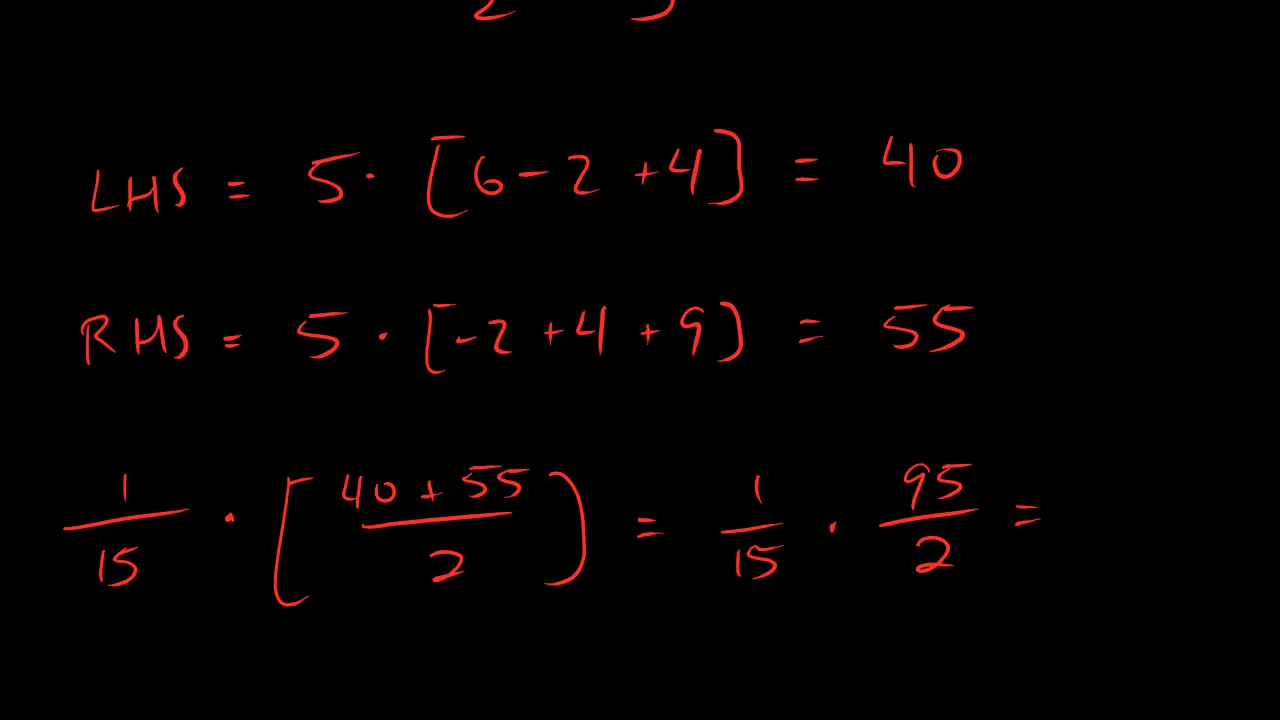 LHS = 5 · [6 - 2 + 4] = 40
RHS = 5 · [-2 + 4 + 9] = 55
1/15 · [(40 + 55)/2] = 1/15 · 95/2 =